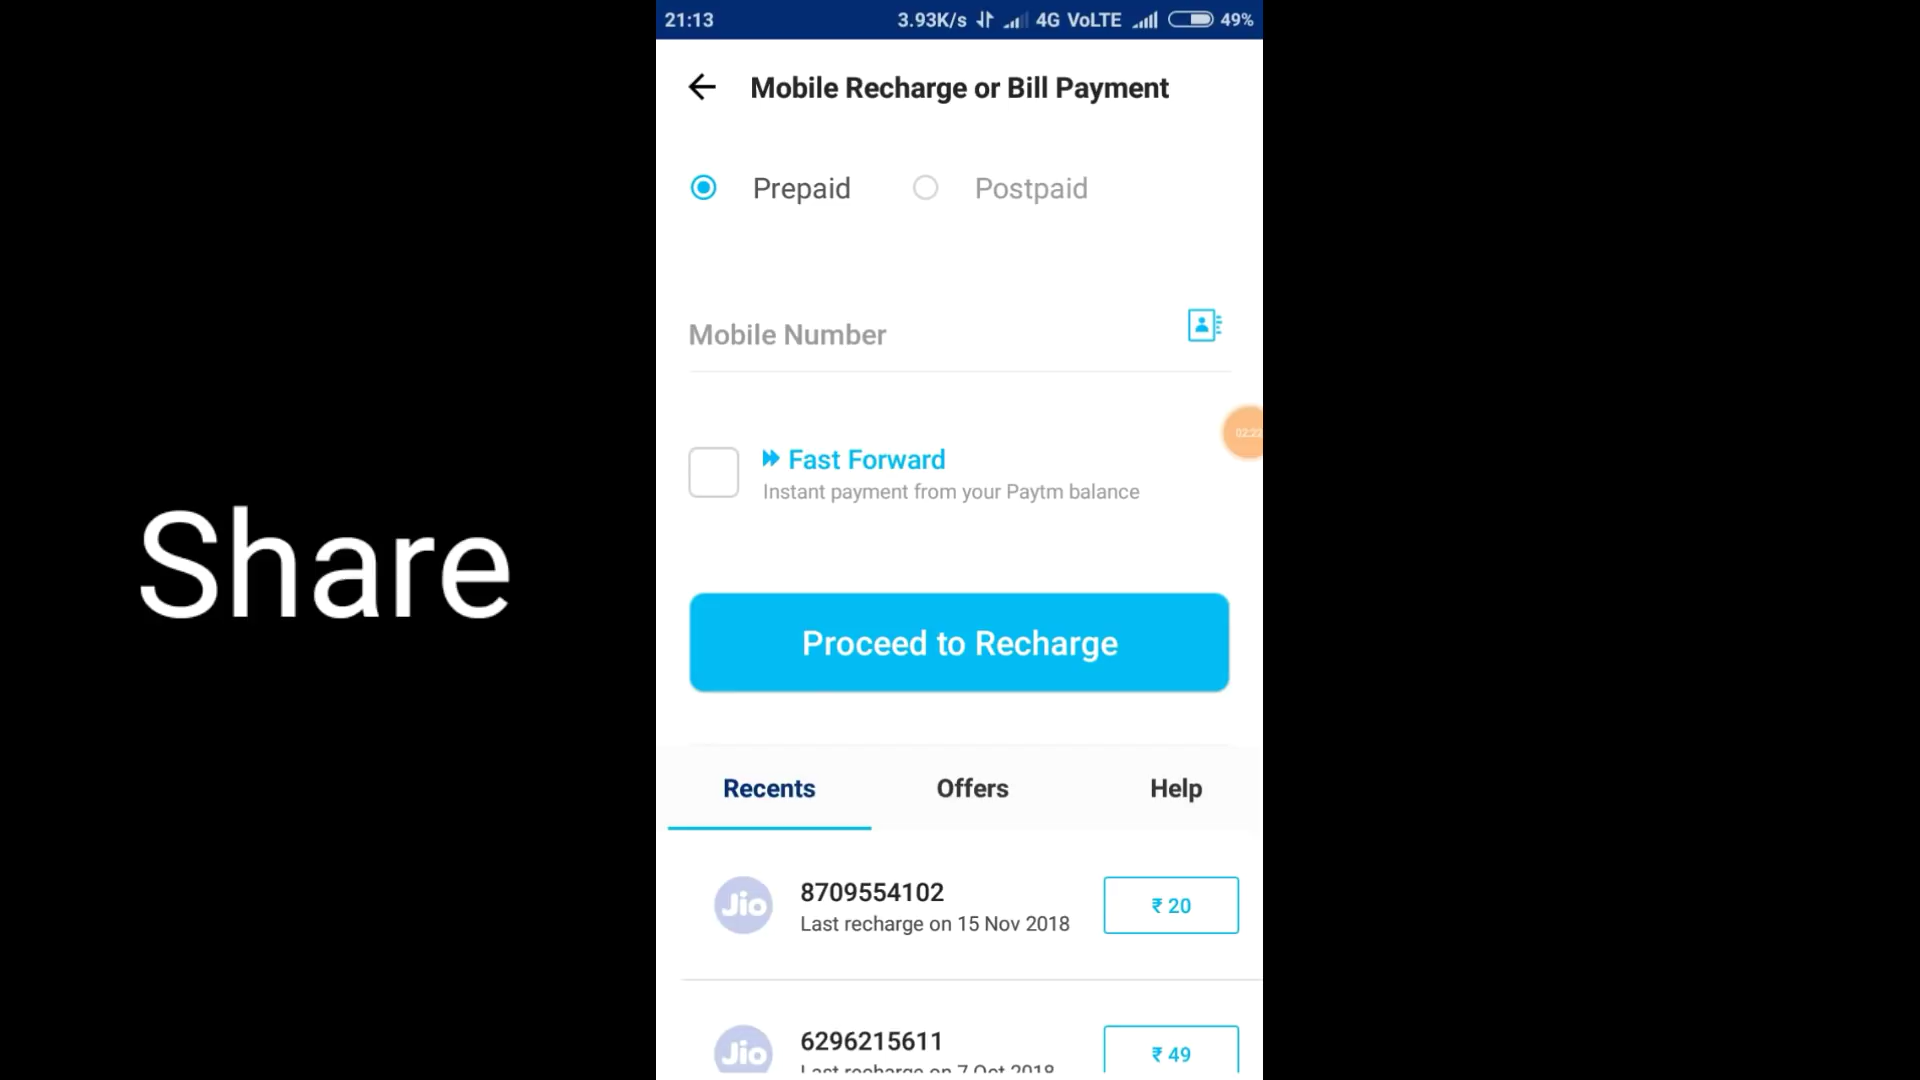 21:13 3.93K/s 4G VoLTE 49%
Mobile Recharge or Bill Payment
Prepaid Postpaid
Mobile Number
02:22
Fast Forward
Instant payment from your Paytm balance
Share
Proceed to Recharge
Recents Offers Help
Jio 8709554102 ₹ 20
Last recharge on 15 Nov 2018
Jio 6296215611 ₹ 49
Last recharge on 7 Oct 2018